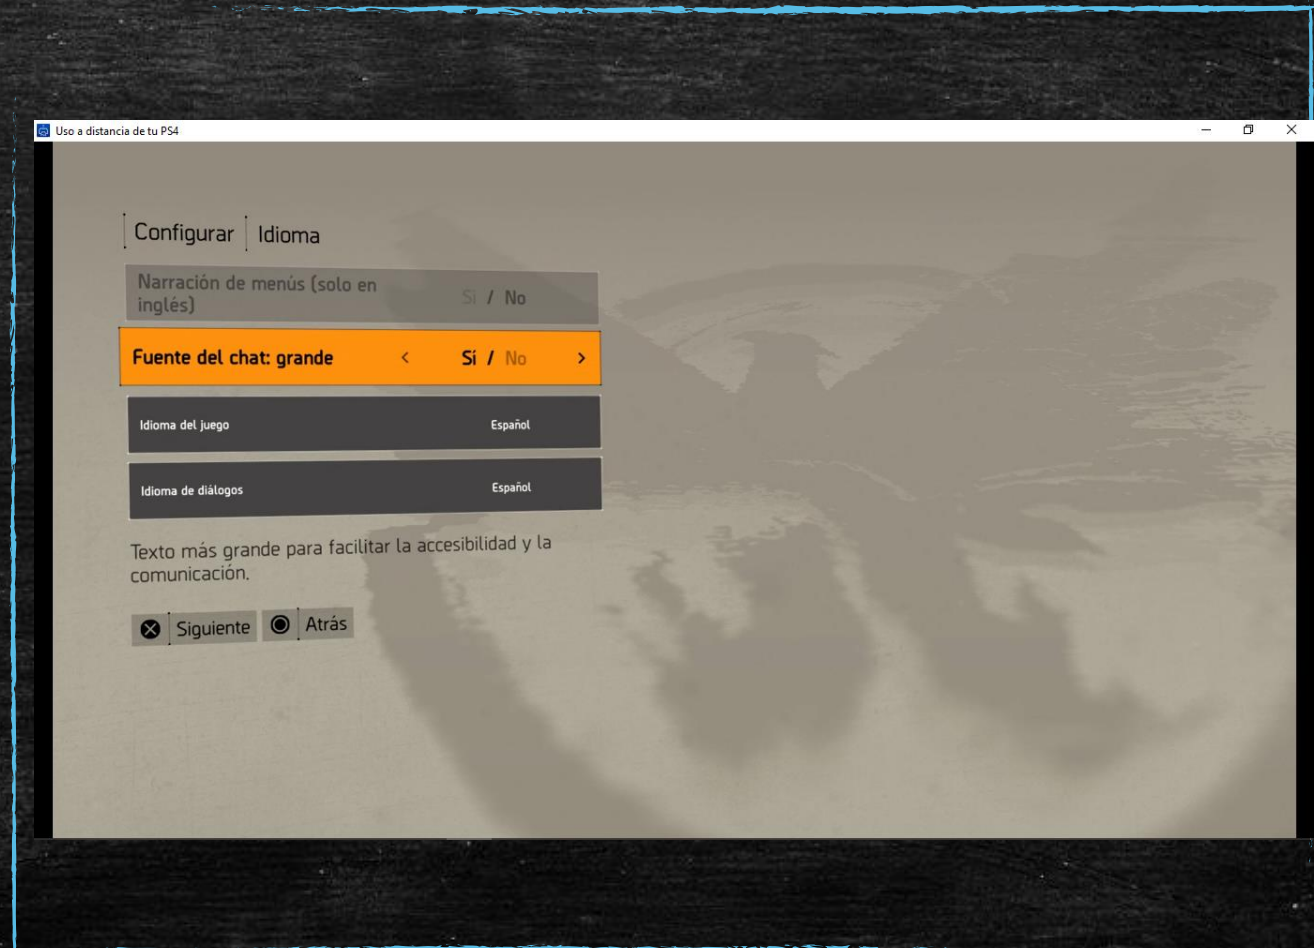 Uso a distancia de tu PS4
Configurar Idioma
Narración de menús (solo en
inglés)
Sí / No
Fuente del chat: grande < Sí / No >
Idioma del juego Español
Idioma de diálogos Español
Texto más grande para facilitar la accesibilidad y la
comunicación.
Siguiente Atrás